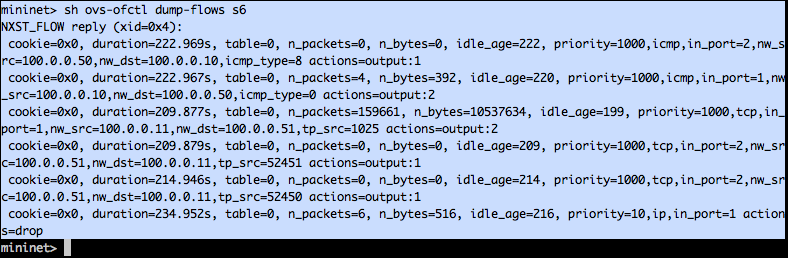 mininet> sh ovs-ofctl dump-flows s6
NXST_FLOW reply (xid=0x4):
 cookie=0x0, duration=222.969s, table=0, n_packets=0, n_bytes=0, idle_age=222, priority=1000,icmp,in_port=2,nw_s
rc=100.0.0.50,nw_dst=100.0.0.10,icmp_type=8 actions=output:1
 cookie=0x0, duration=222.967s, table=0, n_packets=4, n_bytes=392, idle_age=220, priority=1000,icmp,in_port=1,nw
_src=100.0.0.10,nw_dst=100.0.0.50,icmp_type=0 actions=output:2
 cookie=0x0, duration=209.877s, table=0, n_packets=159661, n_bytes=10537634, idle_age=199, priority=1000,tcp,in_
port=1,nw_src=100.0.0.11,nw_dst=100.0.0.51,tp_src=1025 actions=output:2
 cookie=0x0, duration=209.879s, table=0, n_packets=0, n_bytes=0, idle_age=209, priority=1000,tcp,in_port=2,nw_sr
c=100.0.0.51,nw_dst=100.0.0.11,tp_src=52451 actions=output:1
 cookie=0x0, duration=214.946s, table=0, n_packets=0, n_bytes=0, idle_age=214, priority=1000,tcp,in_port=2,nw_sr
c=100.0.0.51,nw_dst=100.0.0.11,tp_src=52450 actions=output:1
 cookie=0x0, duration=234.952s, table=0, n_packets=6, n_bytes=516, idle_age=216, priority=10,ip,in_port=1 action
s=drop
mininet>